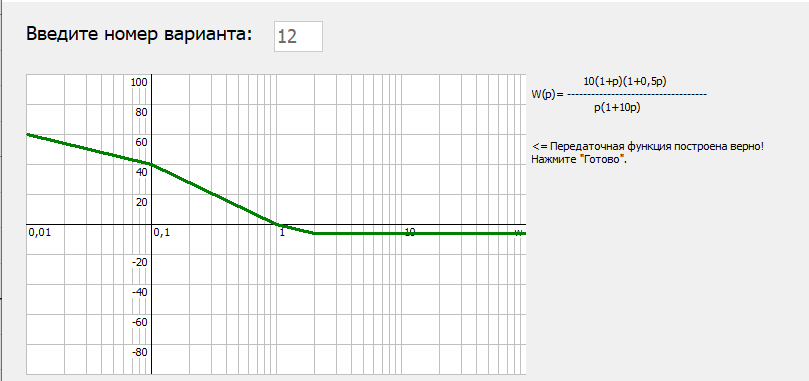 Введите номер варианта: 12
10(1+p)(1+0,5p)
W(p)= -----------------------------------
p(1+10p)
<= Передаточная функция построена верно!
Нажмите "Готово".
100
80
60
40
20
0,01 0,1 1 10 w
-20
-40
-60
-80